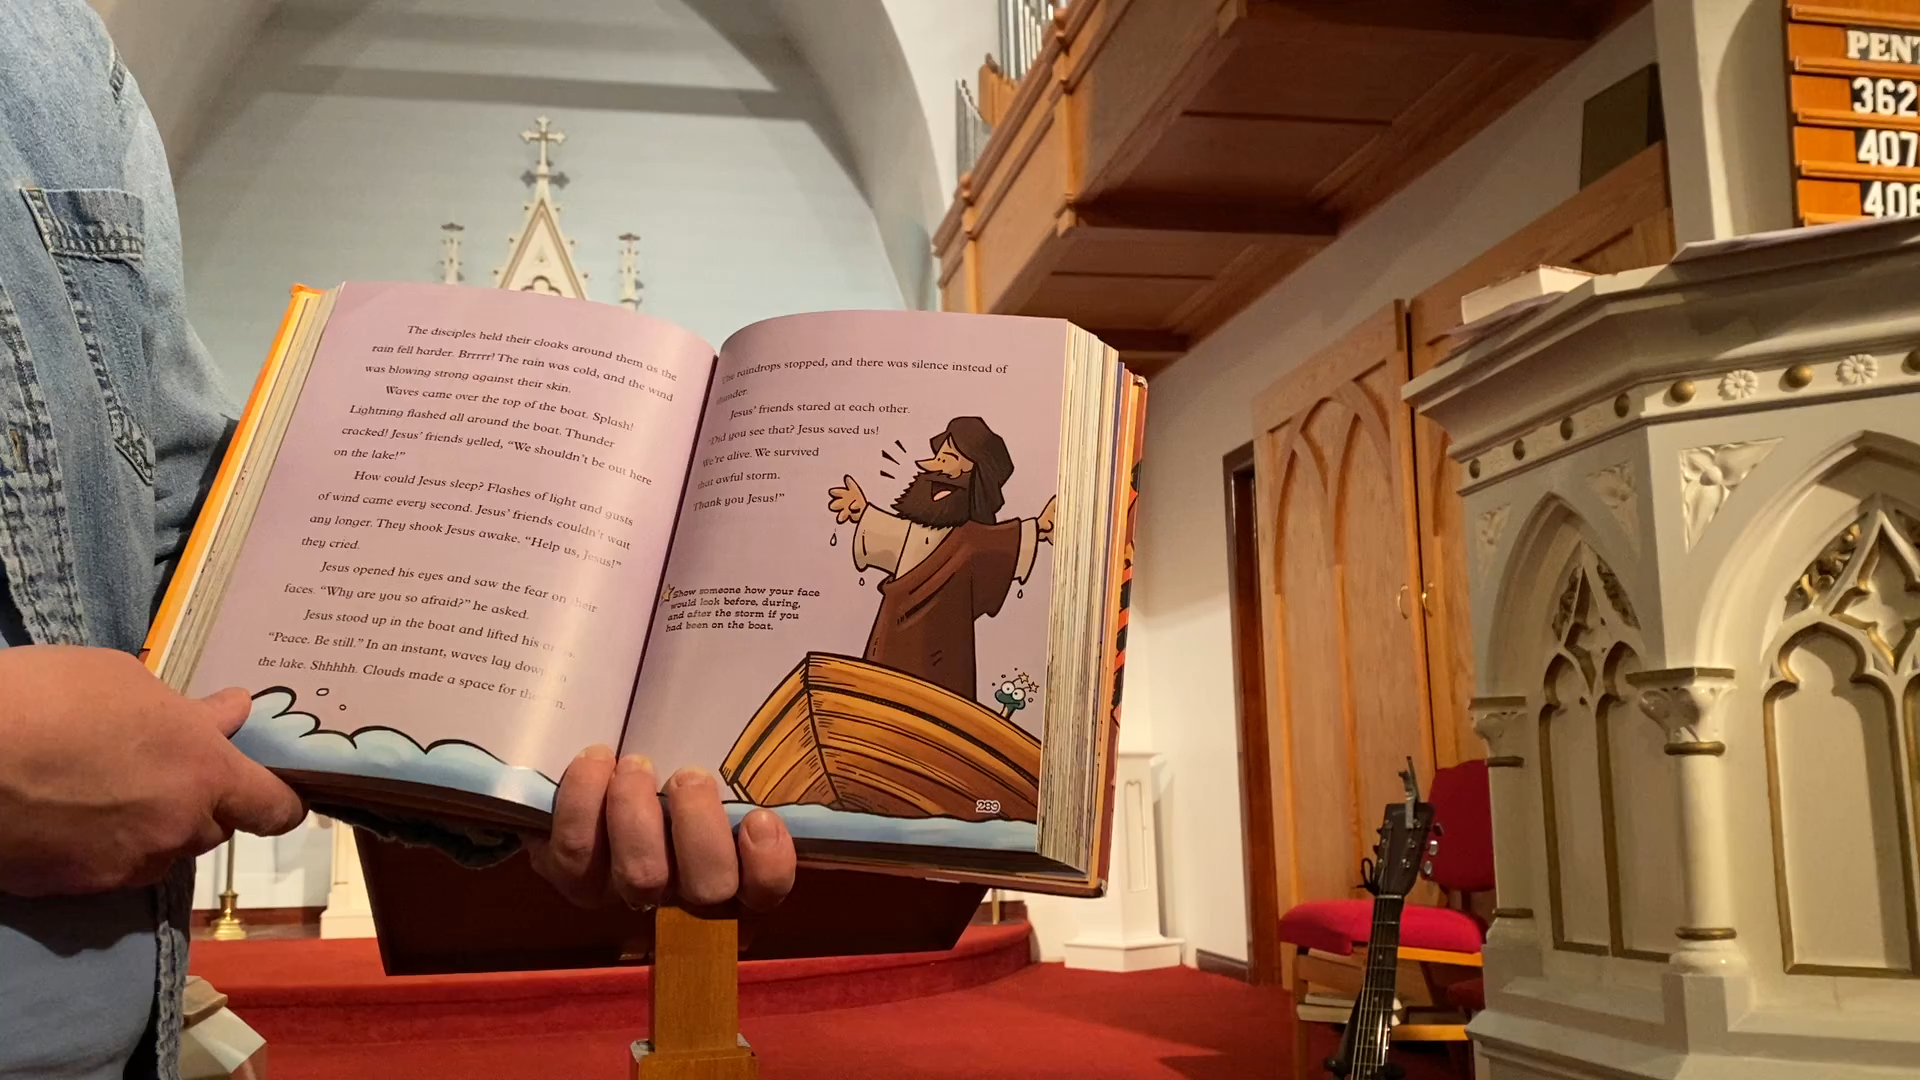 The disciples held their cloaks around them as the
rain fell harder. Brrrrr! The rain was cold, and the wind
was blowing strong against their skin.
Waves came over the top of the boat. Splash!
Lightning flashed all around the boat. Thunder
cracked! Jesus' friends yelled, “We shouldn't be out here
on the lake!”
How could Jesus sleep? Flashes of light and gusts
of wind came every second. Jesus' friends couldn't wait
any longer. They shook Jesus awake. “Help us, Jesus!”
they cried.
Jesus opened his eyes and saw the fear on their
faces. “Why are you so afraid?” he asked.
Jesus stood up in the boat and lifted his
“Peace. Be still.” In an instant, waves lay down
the lake. Shhhhh. Clouds made a space for the
The raindrops stopped, and there was silence instead of
thunder.
Jesus' friends stared at each other.
“Did you see that? Jesus saved us!
We're alive. We survived
that awful storm.
Thank you Jesus!”
Show someone how your face
would look before, during,
and after the storm if you
had been on the boat.
289
PENT
362
407
406